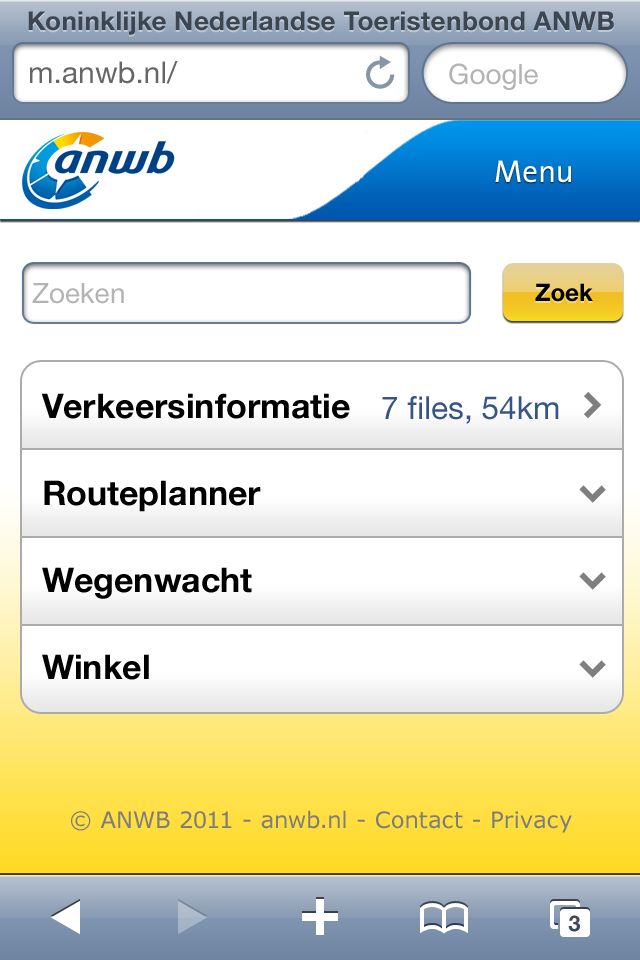 Koninklijke Nederlandse Toeristenbond ANWB
m.anwb.nl/ Google
anwb Menu
Zoeken Zoek
Verkeersinformatie 7 files, 54km
Routeplanner
Wegenwacht
Winkel
© ANWB 2011 - anwb.nl - Contact - Privacy
3